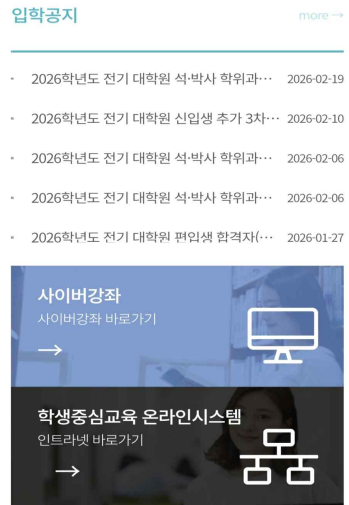 입학공지
more →
2026학년도 전기 대학원 석·박사 학위과··· 2026-02-19
2026학년도 전기 대학원 신입생 추가 3차··· 2026-02-10
2026학년도 전기 대학원 석·박사 학위과··· 2026-02-06
2026학년도 전기 대학원 석·박사 학위과··· 2026-02-06
2026학년도 전기 대학원 편입생 합격자(··· 2026-01-27
사이버강좌
사이버강좌 바로가기
→
학생중심교육 온라인시스템
인트라넷 바로가기
→